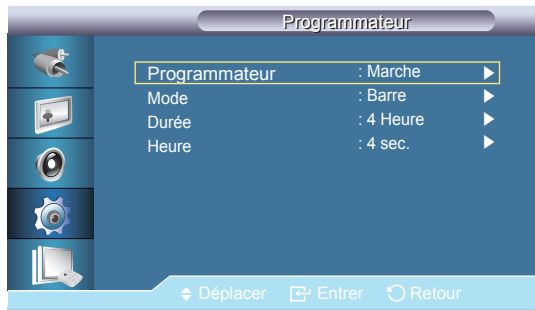 Programmateur
Programmateur : Marche
Mode : Barre
Durée : 4 Heure
Heure : 4 sec.
Déplacer Entrer Retour